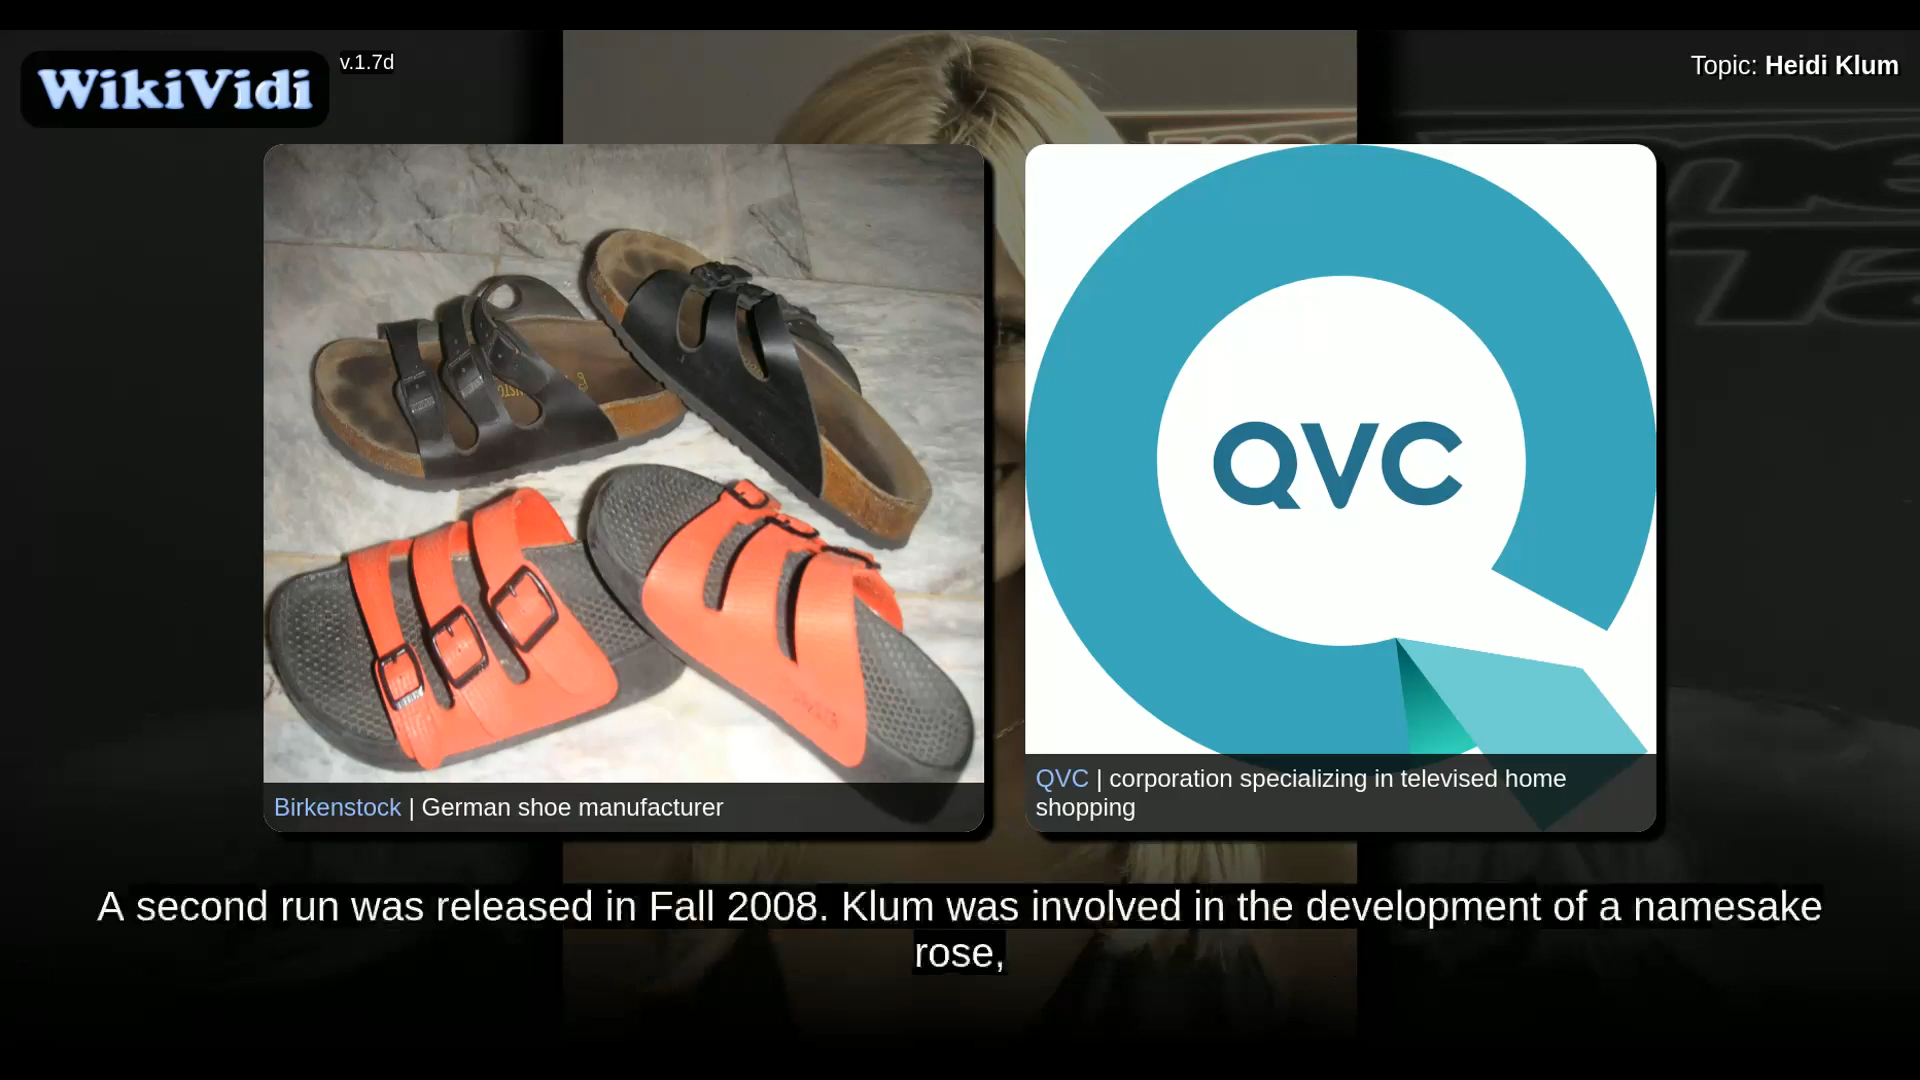 WikiVidi
v.1.7d
Topic: Heidi Klum
QVC
Birkenstock | German shoe manufacturer
QVC | corporation specializing in televised home
shopping
A second run was released in Fall 2008. Klum was involved in the development of a namesake
rose,